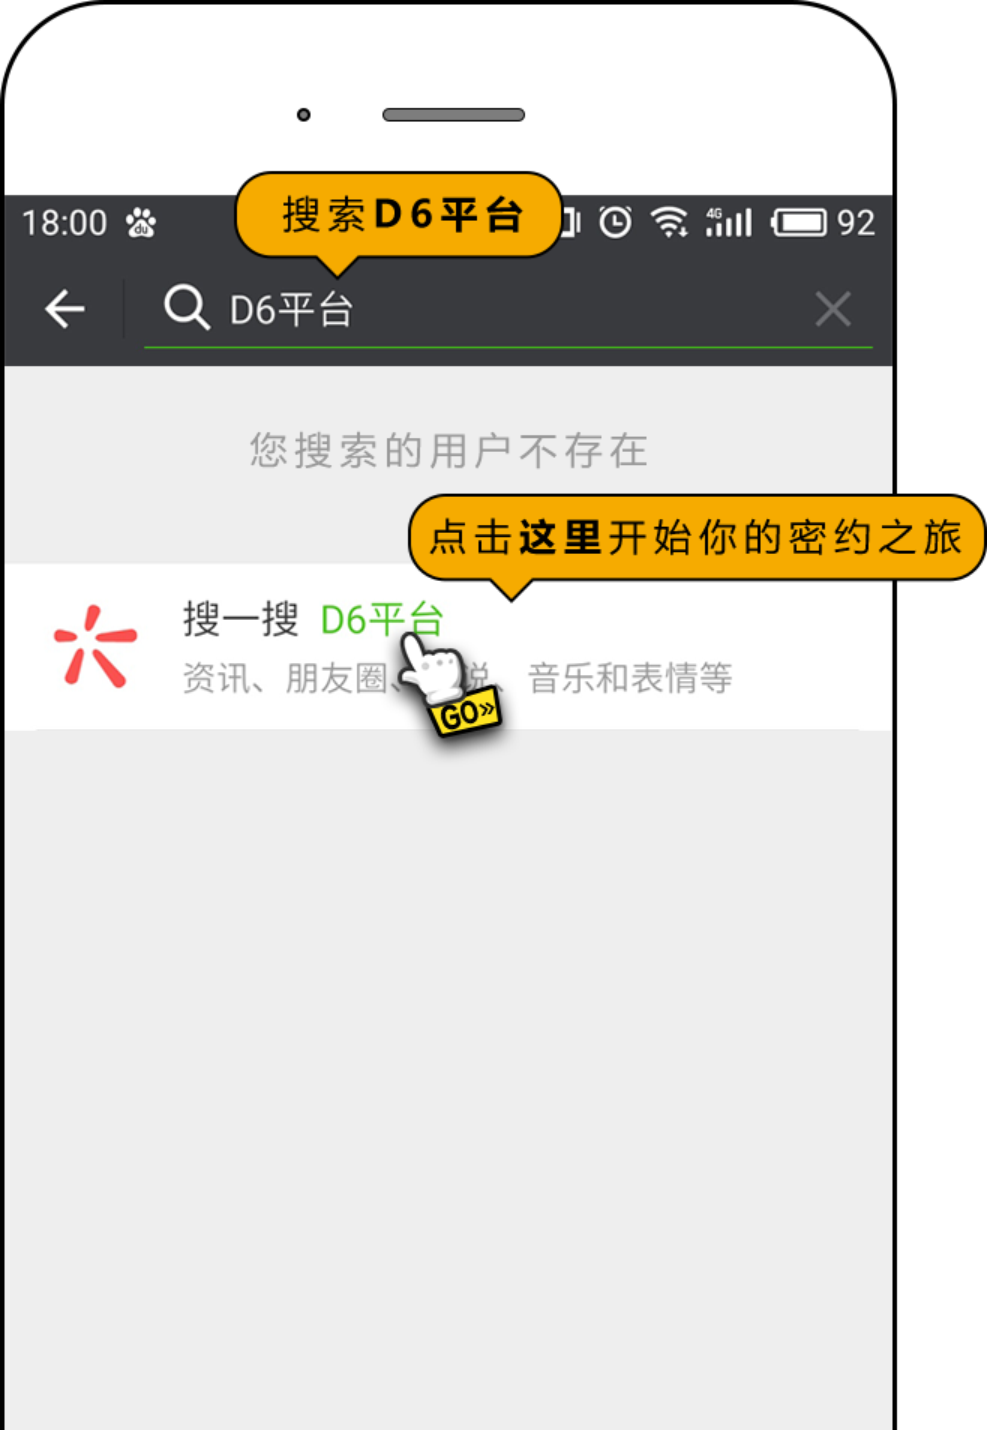 搜索D6平台
18:00 du 4G 92
D6平台
您搜索的用户不存在
点击这里开始你的密约之旅
搜一搜 D6平台
资讯、朋友圈、说、音乐和表情等
GO»